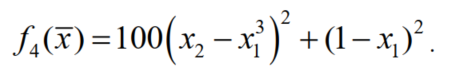 f₄(x̅) = 100(x₂ − x₁³)² + (1 − x₁)².